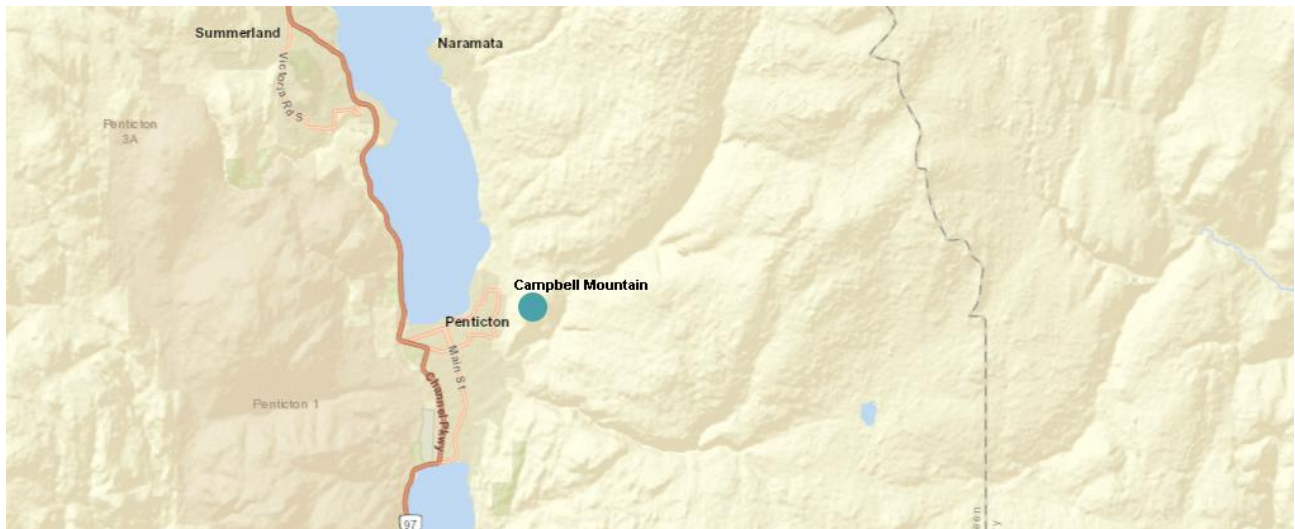 Summerland
Naramata
Victoria Rd S
Penticton
3A
Campbell Mountain
Penticton
Main St
Channel Pkwy
Penticton 1
97